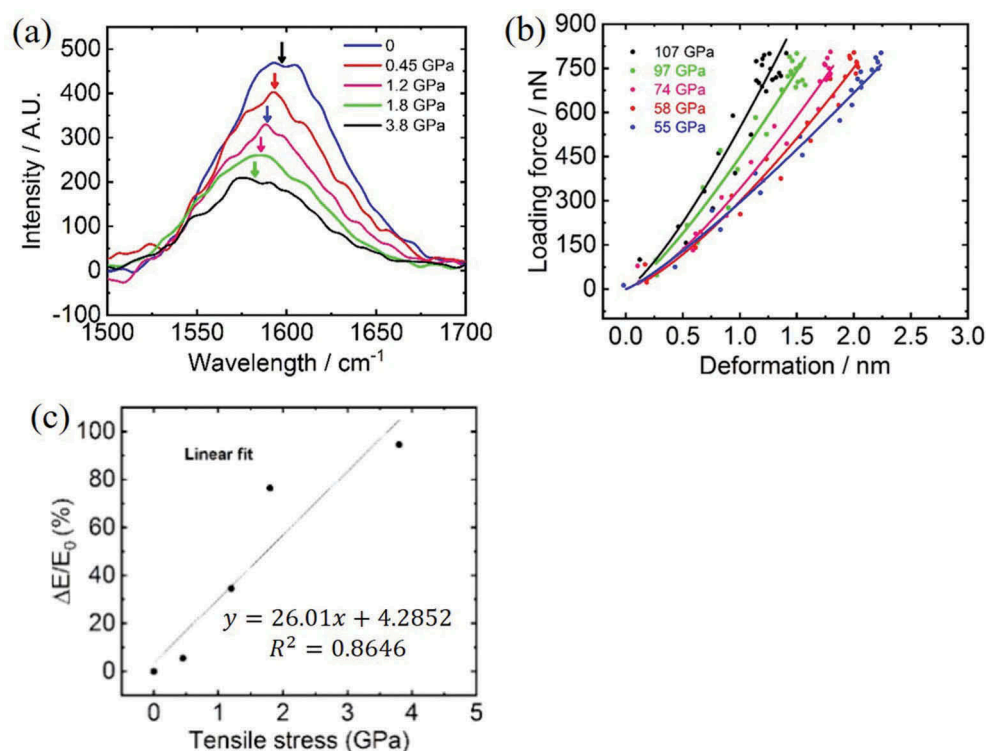 (a)
500
400
300
200
100
0
-100
Intensity / A.U.
0
0.45 GPa
1.2 GPa
1.8 GPa
3.8 GPa
1500
1550
1600
1650
1700
Wavelength / cm-1
(b)
900
750
600
450
300
150
0
Loading force / nN
107 GPa
97 GPa
74 GPa
58 GPa
55 GPa
0.0
0.5
1.0
1.5
2.0
2.5
3.0
Deformation / nm
(c)
100
80
60
40
20
0
ΔE/E0 (%)
Linear fit
y = 26.01x + 4.2852
R² = 0.8646
0
1
2
3
4
5
Tensile stress (GPa)